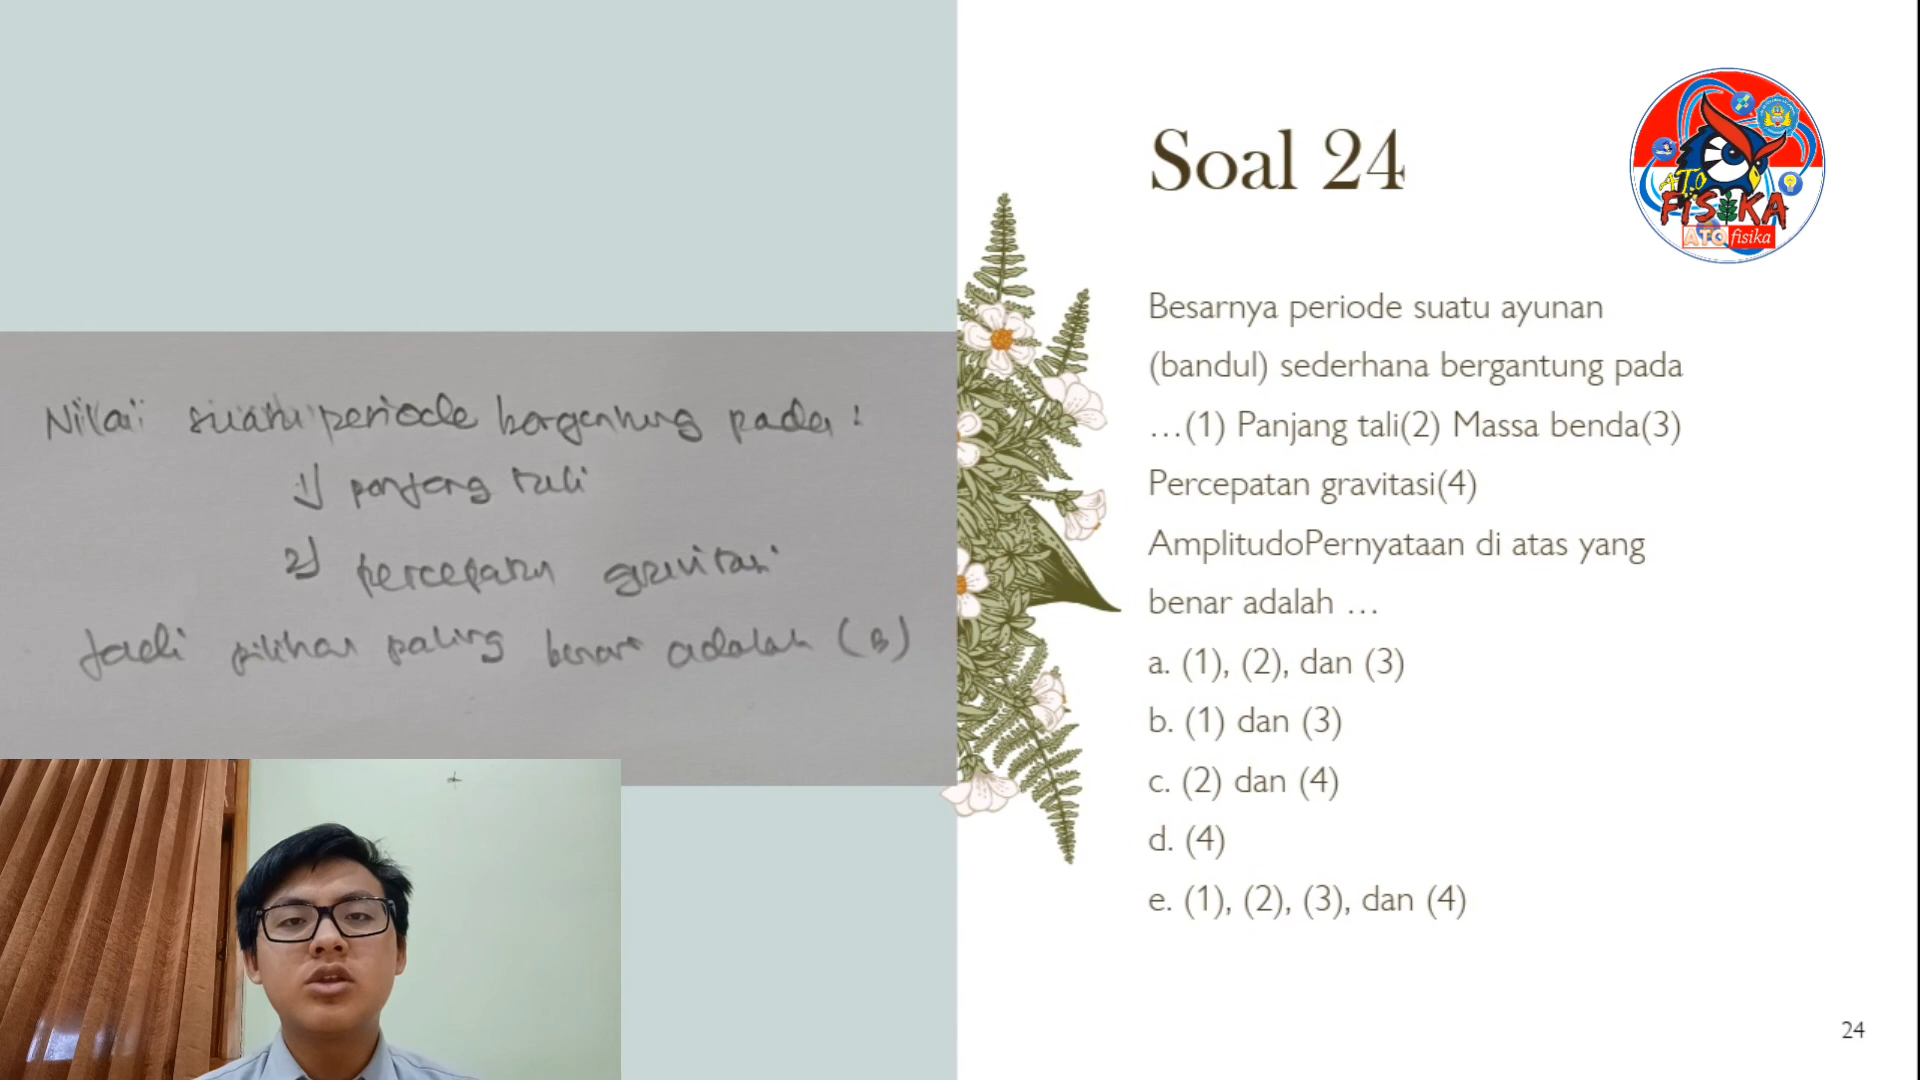 Nilai suatu periode bergantung pada :
1) panjang tali
2) percepatan gravitasi
Jadi pilihan paling benar adalah (B)
Soal 24
ATO
FISIKA
ATO fisika
Besarnya periode suatu ayunan
(bandul) sederhana bergantung pada
…(1) Panjang tali(2) Massa benda(3)
Percepatan gravitasi(4)
AmplitudoPernyataan di atas yang
benar adalah …
a. (1), (2), dan (3)
b. (1) dan (3)
c. (2) dan (4)
d. (4)
e. (1), (2), (3), dan (4)
24